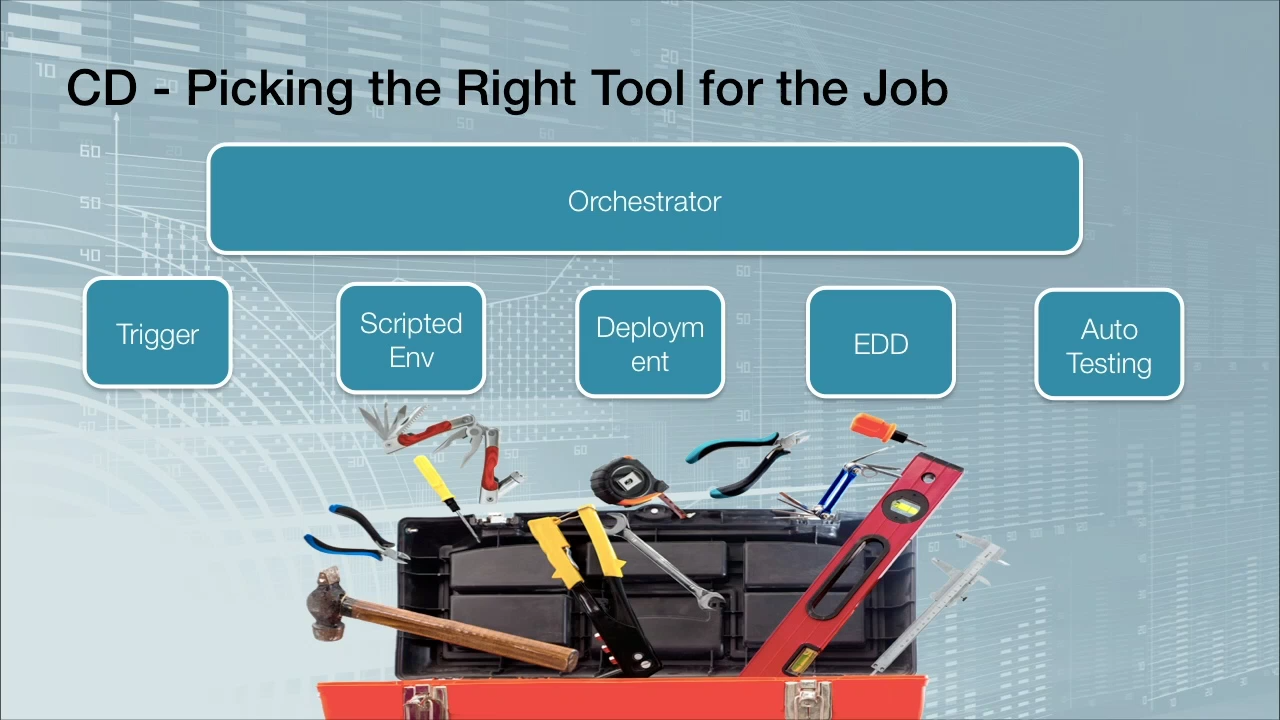 CD - Picking the Right Tool for the Job
Orchestrator
Trigger
Scripted
Env
Deploym
ent
EDD
Auto
Testing